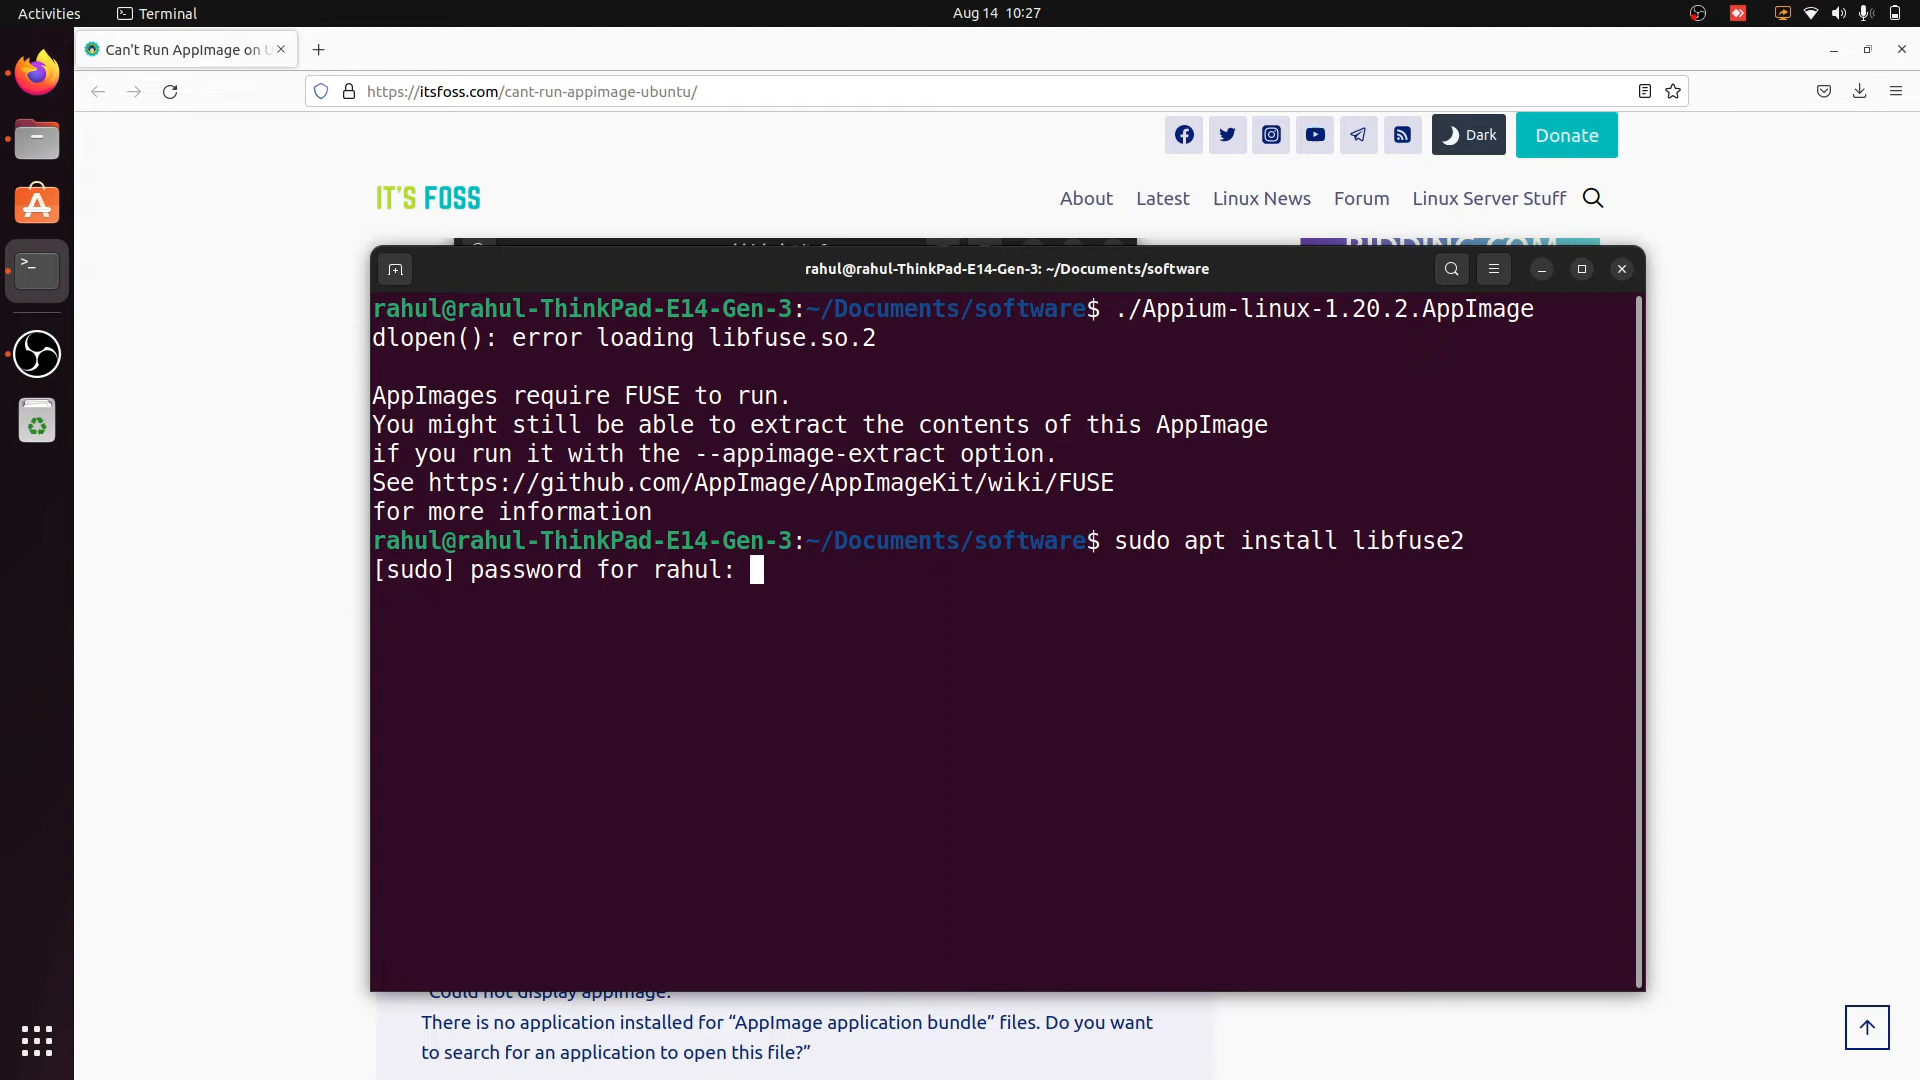 Activities
Terminal
Aug 14 10:27
Can't Run AppImage on U
https://itsfoss.com/cant-run-appimage-ubuntu/
Dark
Donate
IT'S FOSS
About
Latest
Linux News
Forum
Linux Server Stuff
rahul@rahul-ThinkPad-E14-Gen-3: ~/Documents/software
rahul@rahul-ThinkPad-E14-Gen-3:~/Documents/software$ ./Appium-linux-1.20.2.AppImage
dlopen(): error loading libfuse.so.2
AppImages require FUSE to run.
You might still be able to extract the contents of this AppImage
if you run it with the --appimage-extract option.
See https://github.com/AppImage/AppImageKit/wiki/FUSE
for more information
rahul@rahul-ThinkPad-E14-Gen-3:~/Documents/software$ sudo apt install libfuse2
[sudo] password for rahul:
"Could not display appimage.
There is no application installed for “AppImage application bundle” files. Do you want
to search for an application to open this file?”